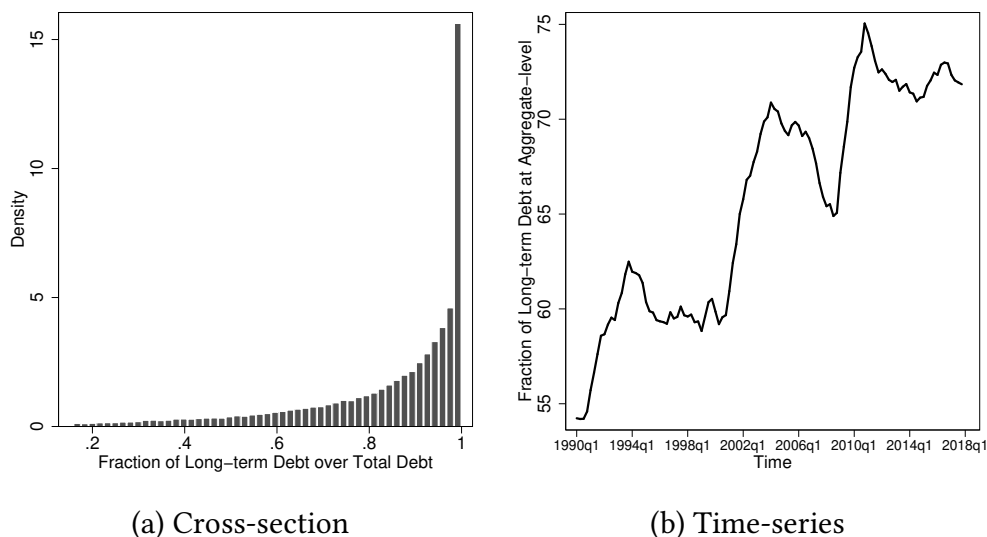 15
10
5
0
Density
.2 .4 .6 .8 1
Fraction of Long−term Debt over Total Debt
(a) Cross-section
75
70
65
60
55
Fraction of Long−term Debt at Aggregate−level
1990q1 1994q1 1998q1 2002q1 2006q1 2010q1 2014q1 2018q1
Time
(b) Time-series